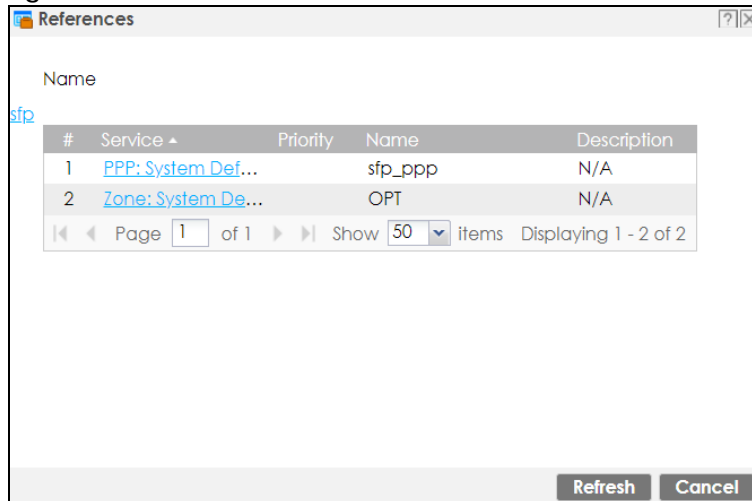 References
Name
sfp
# Service Priority Name Description
1 PPP: System Def... sfp_ppp N/A
2 Zone: System De... OPT N/A
Page 1 of 1 Show 50 items Displaying 1 - 2 of 2
Refresh Cancel